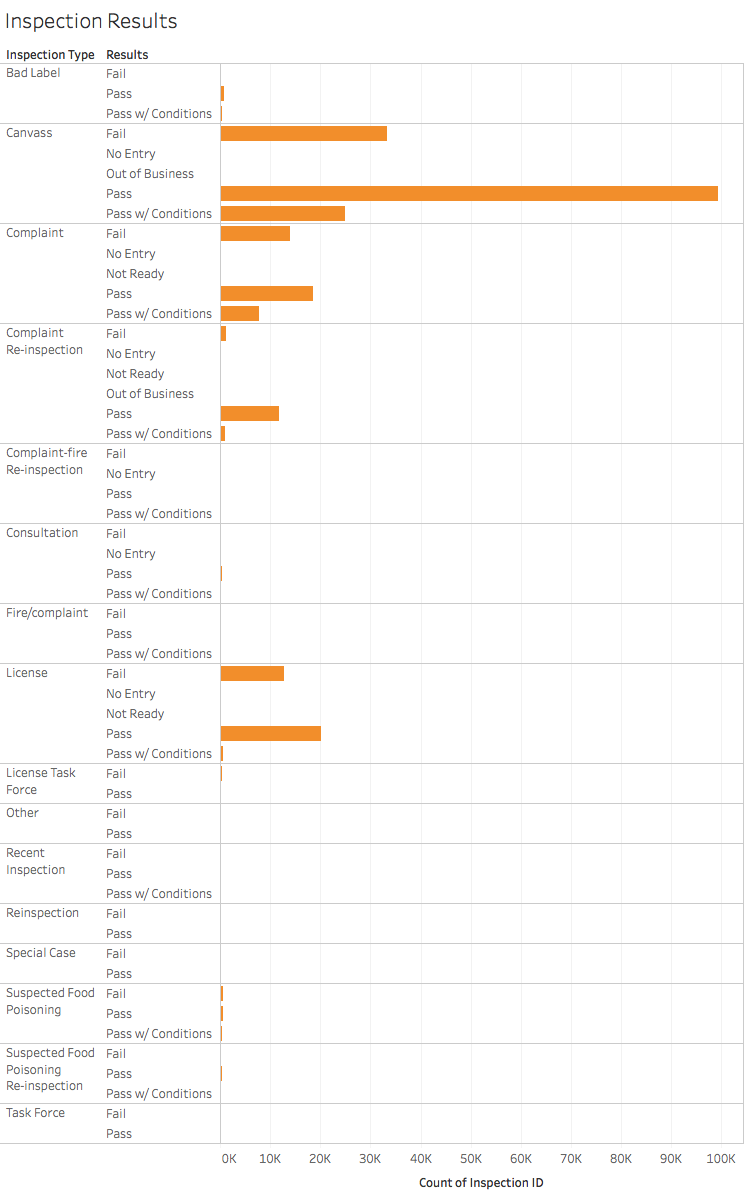 Inspection Results
Inspection Type Results
Bad Label Fail
Pass
Pass w/ Conditions
Canvass Fail
No Entry
Out of Business
Pass
Pass w/ Conditions
Complaint Fail
No Entry
Not Ready
Pass
Pass w/ Conditions
Complaint Fail
Re-inspection No Entry
Not Ready
Out of Business
Pass
Pass w/ Conditions
Complaint-fire Fail
Re-inspection No Entry
Pass
Pass w/ Conditions
Consultation Fail
No Entry
Pass
Pass w/ Conditions
Fire/complaint Fail
Pass
Pass w/ Conditions
License Fail
No Entry
Not Ready
Pass
Pass w/ Conditions
License Task Fail
Force Pass
Other Fail
Pass
Recent Fail
Inspection Pass
Pass w/ Conditions
Reinspection Fail
Pass
Special Case Fail
Pass
Suspected Food Fail
Poisoning Pass
Pass w/ Conditions
Suspected Food Fail
Poisoning Pass
Re-inspection Pass w/ Conditions
Task Force Fail
Pass
0K 10K 20K 30K 40K 50K 60K 70K 80K 90K 100K
Count of Inspection ID